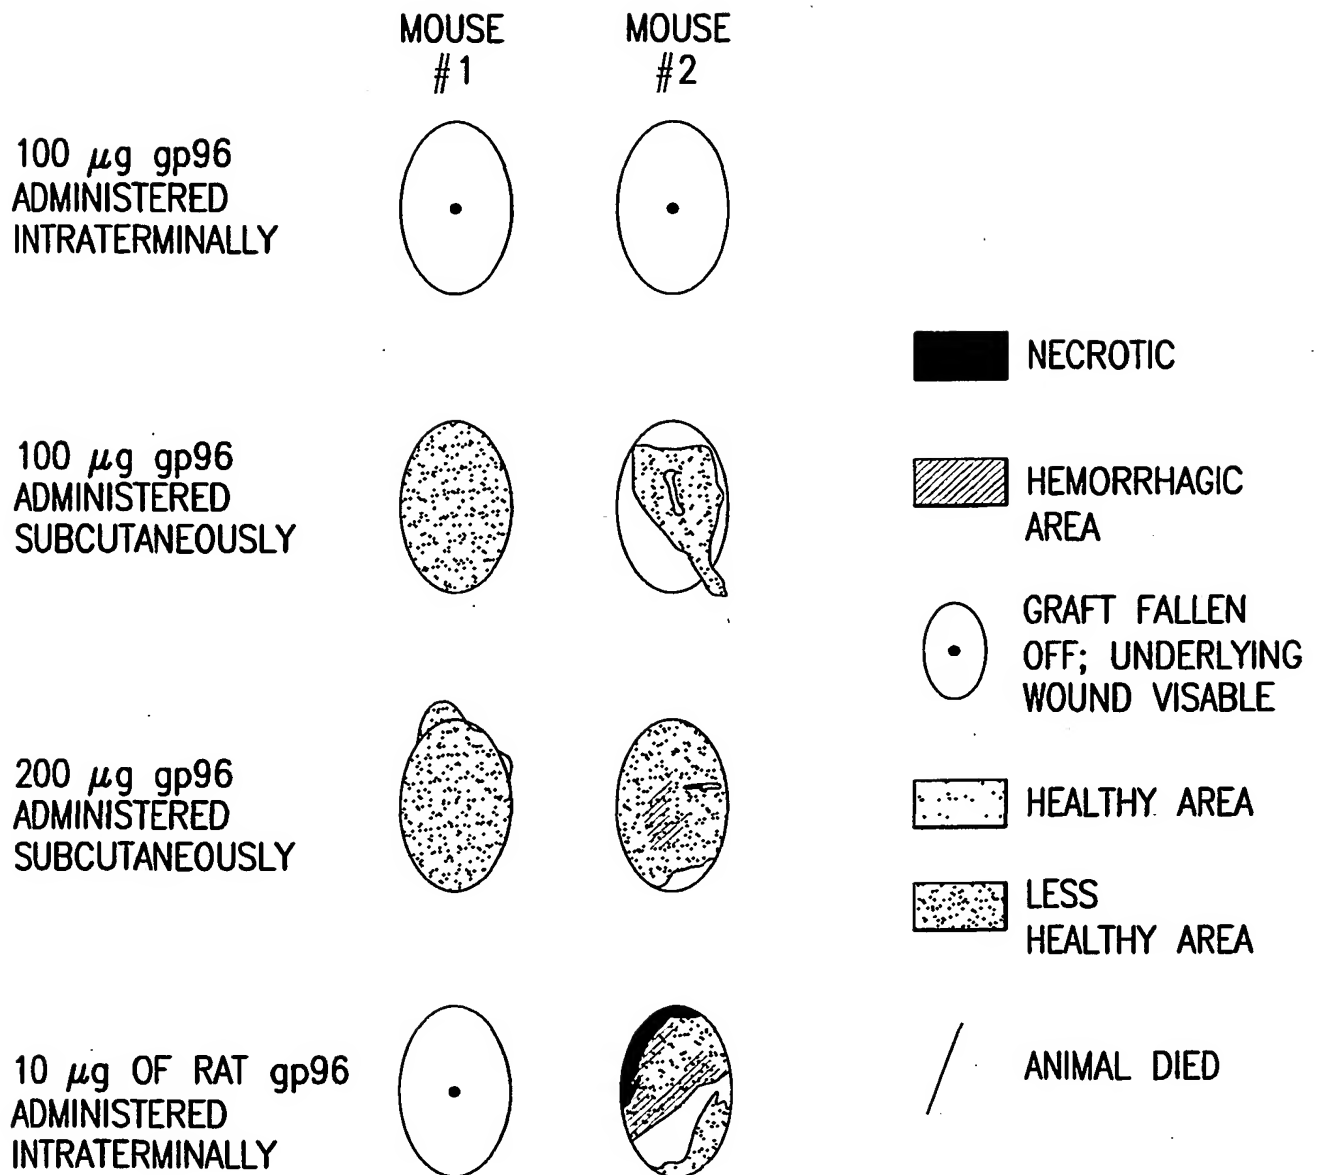 MOUSE
#1
MOUSE
#2
100 μg gp96
ADMINISTERED
INTRATERMINALLY
100 μg gp96
ADMINISTERED
SUBCUTANEOUSLY
200 μg gp96
ADMINISTERED
SUBCUTANEOUSLY
10 μg OF RAT gp96
ADMINISTERED
INTRATERMINALLY
NECROTIC
HEMORRHAGIC
AREA
GRAFT FALLEN
OFF; UNDERLYING
WOUND VISABLE
HEALTHY AREA
LESS
HEALTHY AREA
ANIMAL DIED